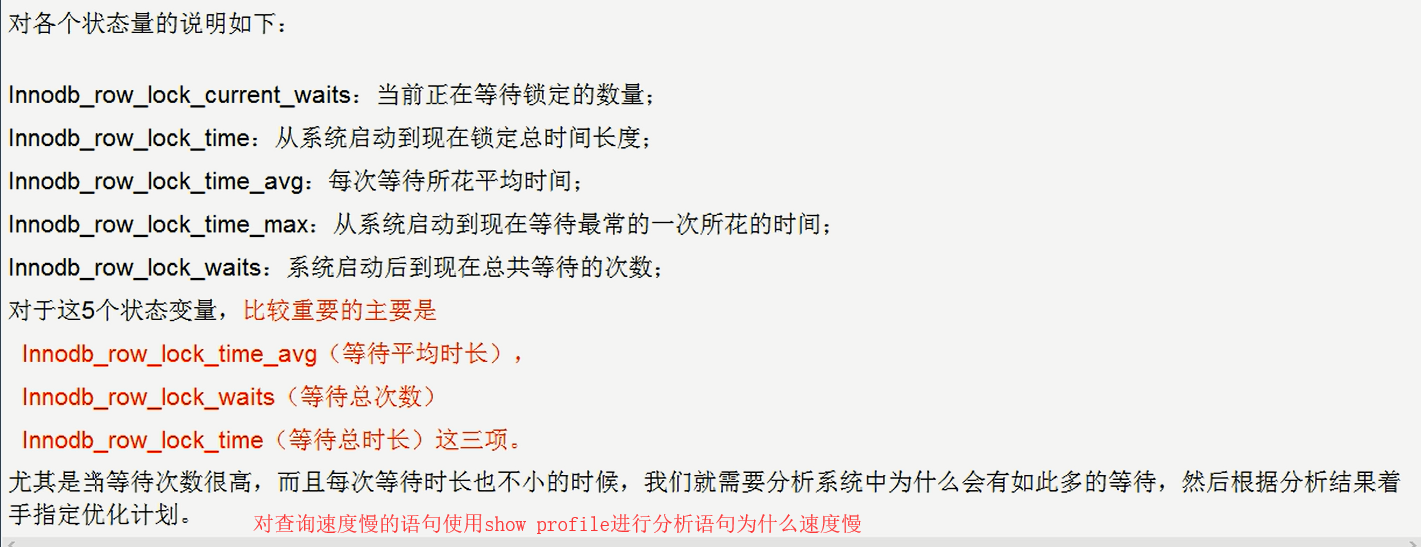 对各个状态量的说明如下：
Innodb_row_lock_current_waits：当前正在等待锁定的数量；
Innodb_row_lock_time：从系统启动到现在锁定总时间长度；
Innodb_row_lock_time_avg：每次等待所花平均时间；
Innodb_row_lock_time_max：从系统启动到现在等待最常的一次所花的时间；
Innodb_row_lock_waits：系统启动后到现在总共等待的次数；
对于这5个状态变量，比较重要的主要是
Innodb_row_lock_time_avg（等待平均时长），
Innodb_row_lock_waits（等待总次数）
Innodb_row_lock_time（等待总时长）这三项。
尤其是当等待次数很高，而且每次等待时长也不小的时候，我们就需要分析系统中为什么会有如此多的等待，然后根据分析结果着
手指定优化计划。
对查询速度慢的语句使用show profile进行分析语句为什么速度慢